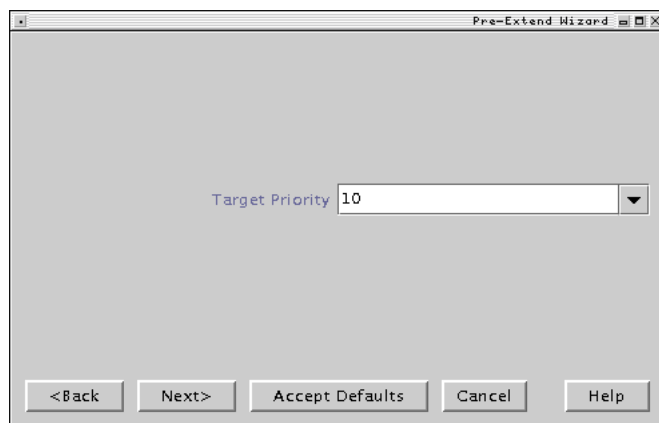 Pre-Extend Wizard
Target Priority 10
<Back Next> Accept Defaults Cancel Help